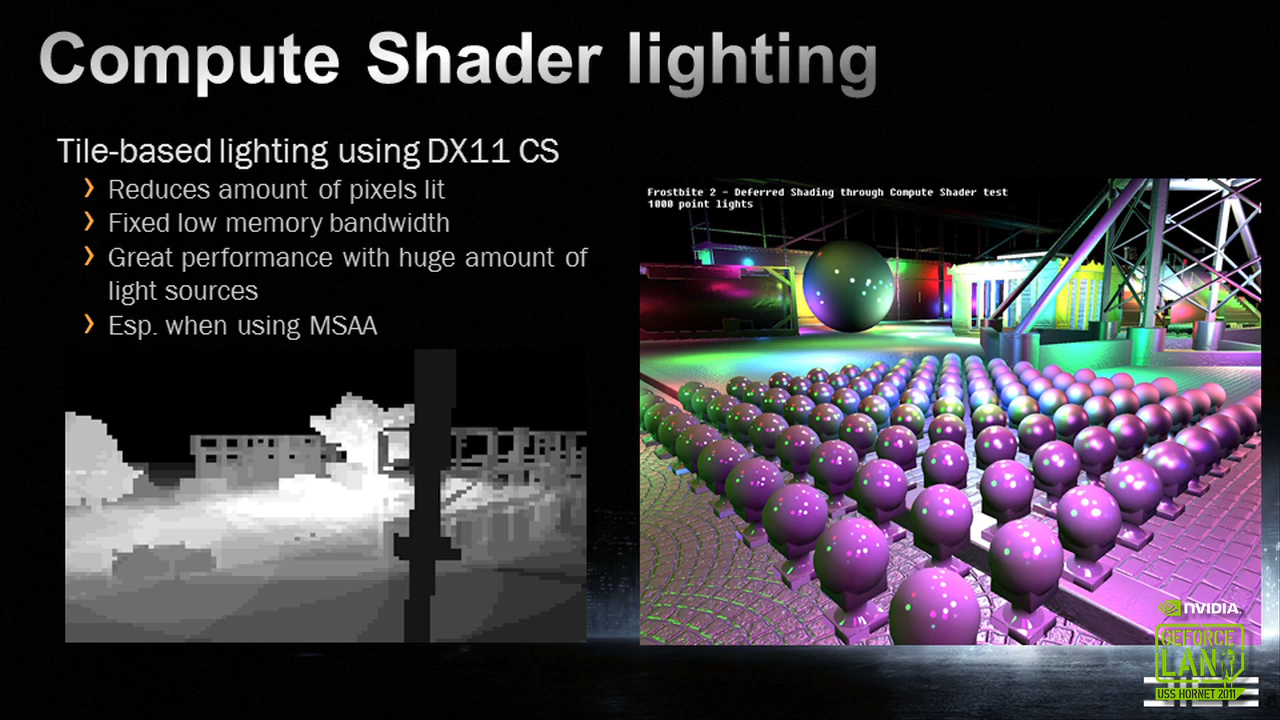 Compute Shader lighting
Tile-based lighting using DX11 CS
Reduces amount of pixels lit
Fixed low memory bandwidth
Great performance with huge amount of
light sources
Esp. when using MSAA
Frostbite 2 - Deferred Shading through Compute Shader test
1000 point lights
NVIDIA
GEFORCE
LAN
USS HORNET 2011